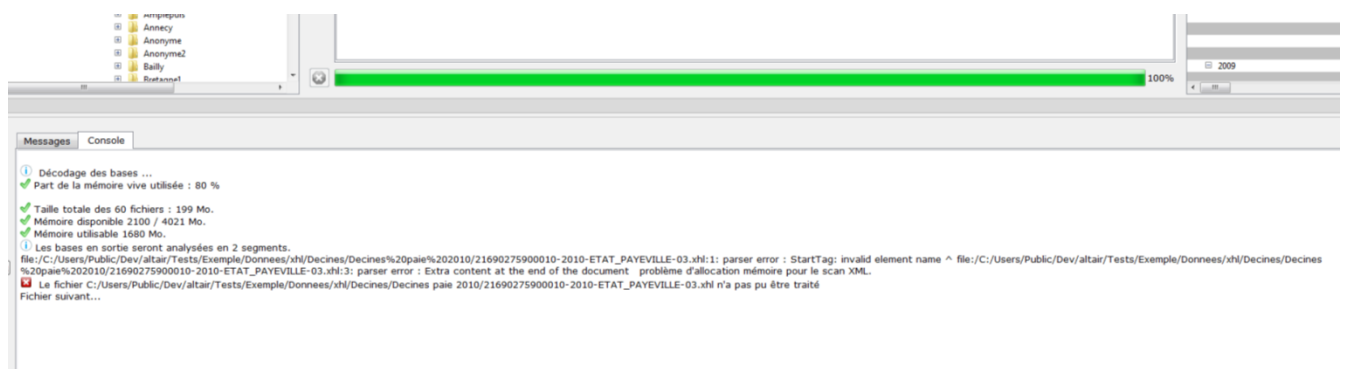 Amplepuis
Annecy
Anonyme
Anonyme2
Bailly
Bretagne1
100%
2009
Messages Console
Décodage des bases ...
Part de la mémoire vive utilisée : 80 %
Taille totale des 60 fichiers : 199 Mo.
Mémoire disponible 2100 / 4021 Mo.
Mémoire utilisable 1680 Mo.
Les bases en sortie seront analysées en 2 segments.
file:/C:/Users/Public/Dev/altair/Tests/Exemple/Donnees/xhl/Decines/Decines%20paie%202010/21690275900010-2010-ETAT_PAYEVILLE-03.xhl:1: parser error : StartTag: invalid element name ^ file:/C:/Users/Public/Dev/altair/Tests/Exemple/Donnees/xhl/Decines/Decines
%20paie%202010/21690275900010-2010-ETAT_PAYEVILLE-03.xhl:3: parser error : Extra content at the end of the document problème d'allocation mémoire pour le scan XML.
Le fichier C:/Users/Public/Dev/altair/Tests/Exemple/Donnees/xhl/Decines/Decines paie 2010/21690275900010-2010-ETAT_PAYEVILLE-03.xhl n'a pas pu être traité
Fichier suivant...